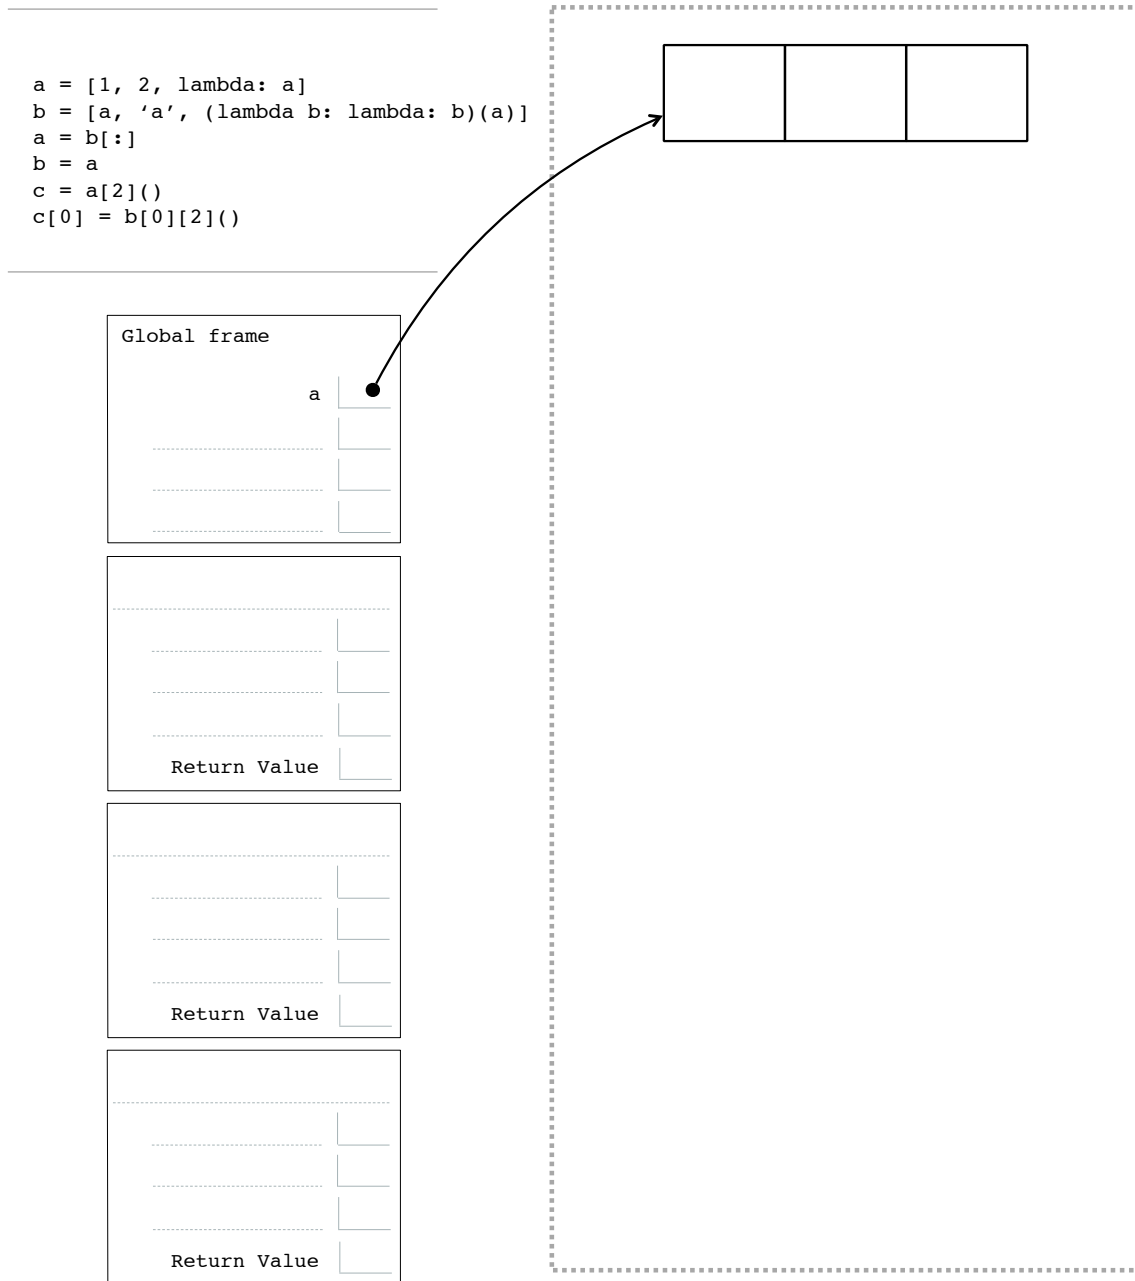 a = [1, 2, lambda: a]
b = [a, ‘a’, (lambda b: lambda: b)(a)]
a = b[:]
b = a
c = a[2]()
c[0] = b[0][2]()
Global frame
a
Return Value
Return Value
Return Value